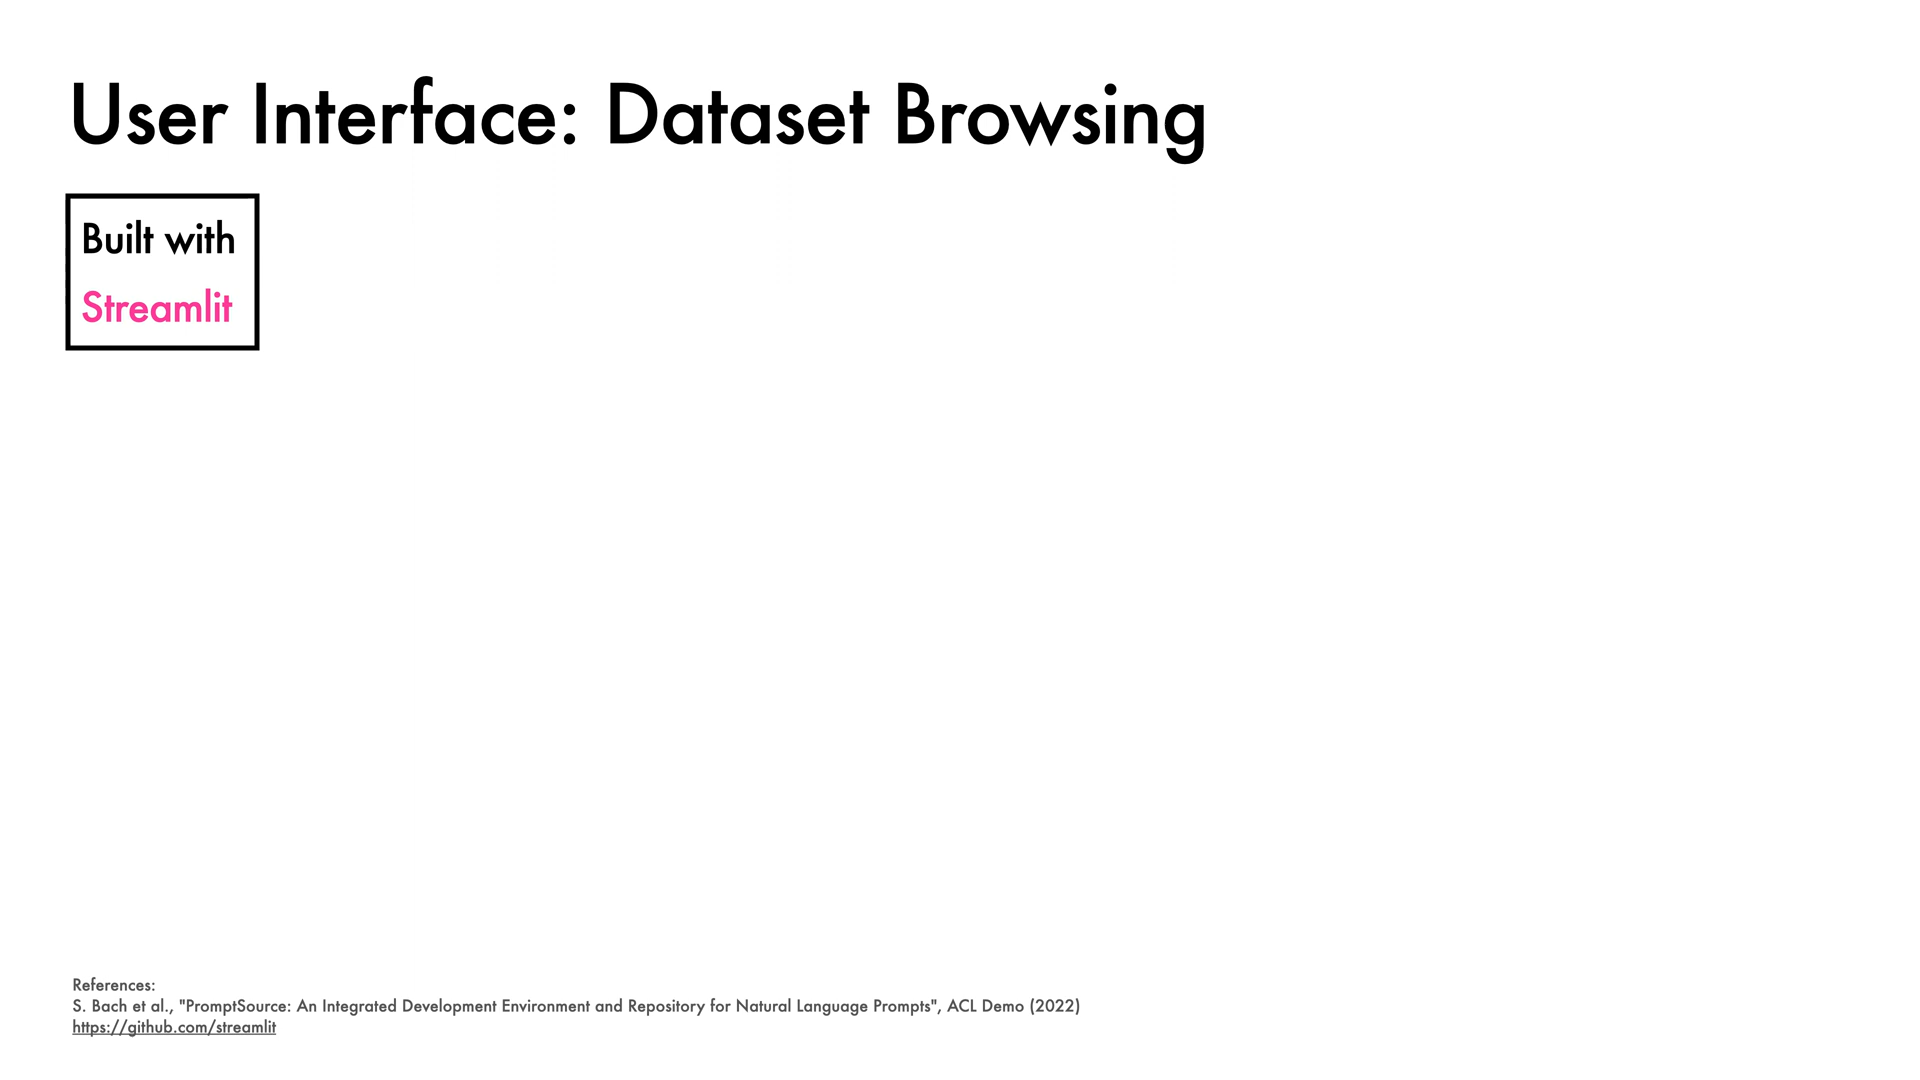 User Interface: Dataset Browsing
Built with
Streamlit
References:
S. Bach et al., "PromptSource: An Integrated Development Environment and Repository for Natural Language Prompts", ACL Demo (2022)
https://github.com/streamlit